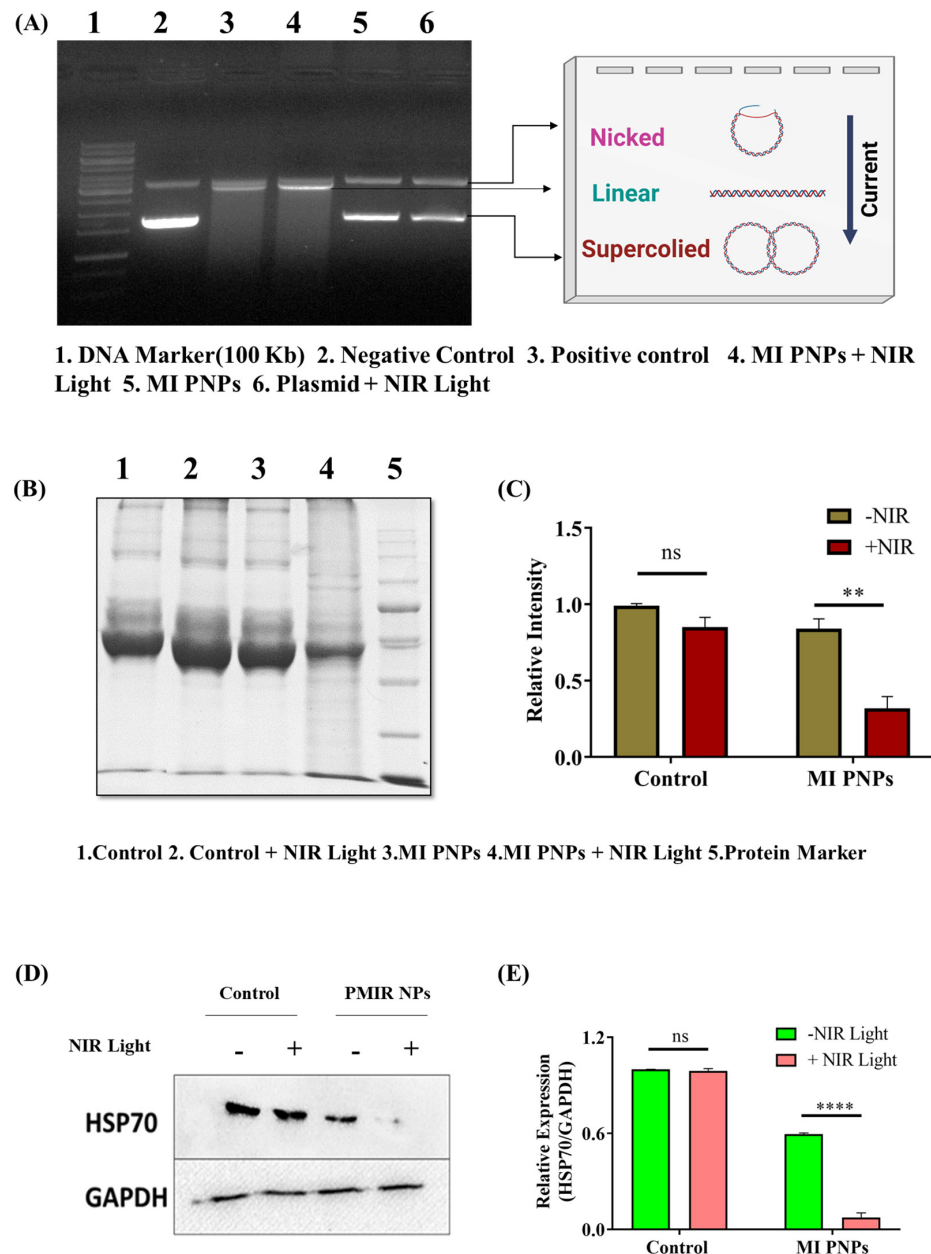 (A)
1 2 3 4 5 6
Nicked
Linear
Supercolied
Current
1. DNA Marker(100 Kb) 2. Negative Control 3. Positive control 4. MI PNPs + NIR
Light 5. MI PNPs 6. Plasmid + NIR Light
(B)
1 2 3 4 5
(C)
-NIR
+NIR
Relative Intensity
1.5
1.0
0.5
0.0
ns
**
Control
MI PNPs
1.Control 2. Control + NIR Light 3.MI PNPs 4.MI PNPs + NIR Light 5.Protein Marker
(D)
Control
PMIR NPs
NIR Light
- + - +
HSP70
GAPDH
(E)
-NIR Light
+ NIR Light
Relative Expression
(HSP70/GAPDH)
1.2
0.6
0.0
ns
****
Control
MI PNPs